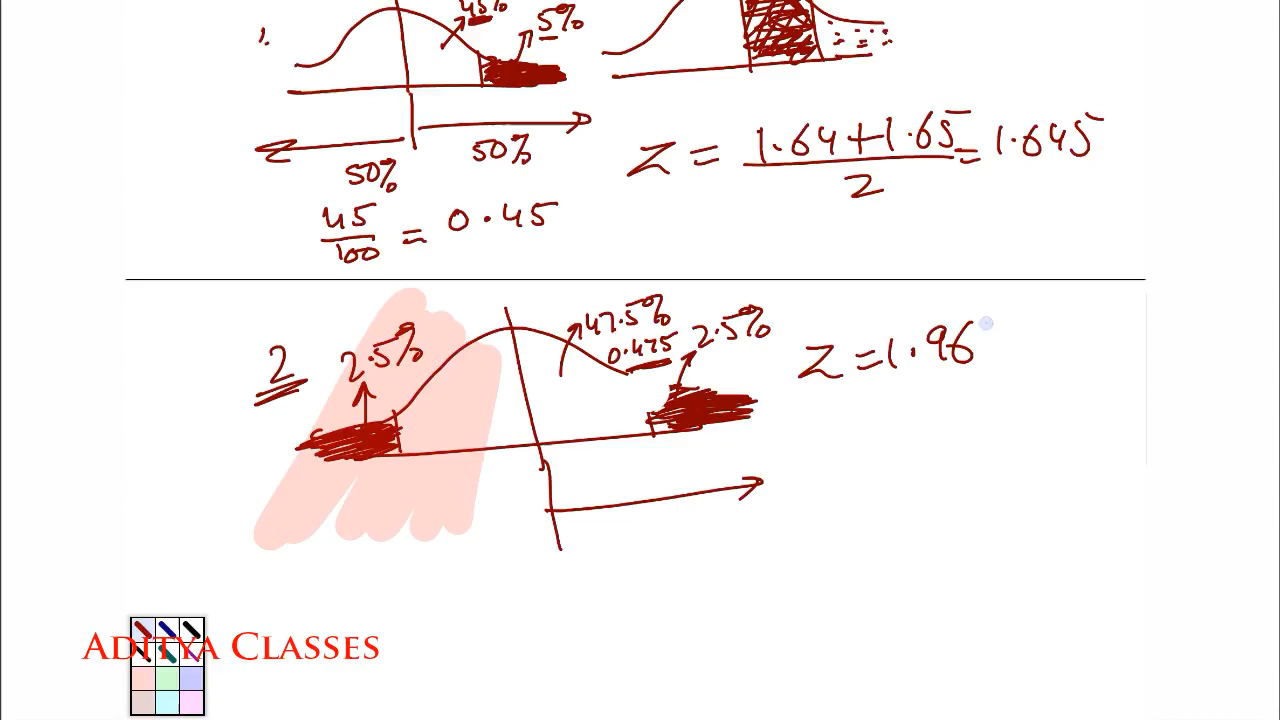 1.
45%
5%
50%
50%
45/100 = 0.45
Z = 1.64+1.65/2 = 1.645
2
2.5%
47.5%
0.475
2.5%
Z = 1.96
ADITYA CLASSES